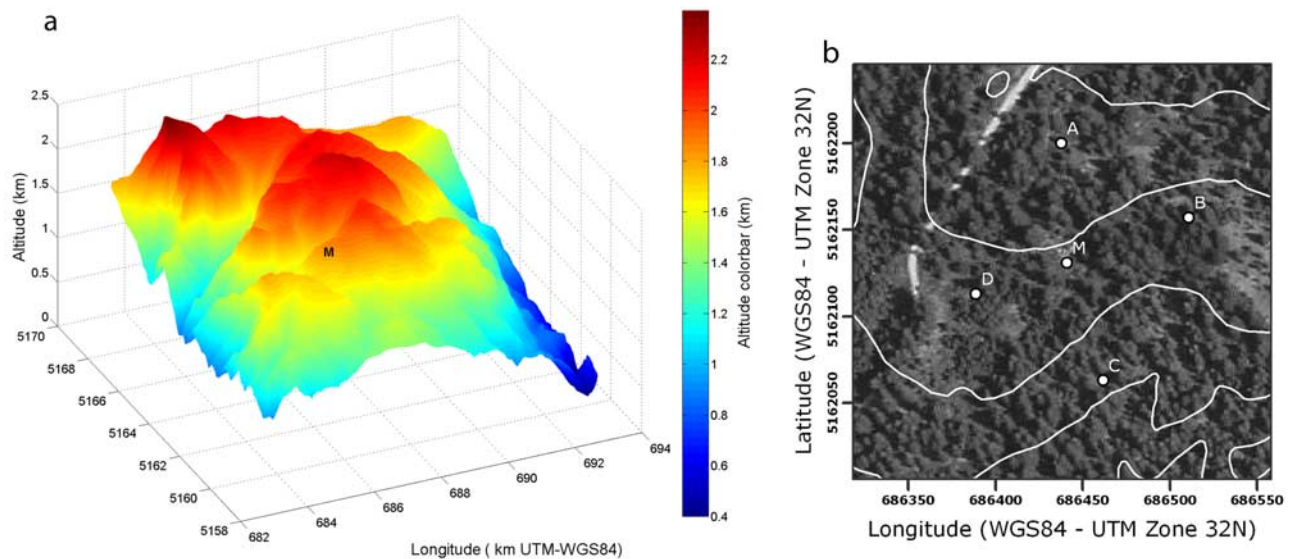 a
2.5
2
1.5
1
0.5
0
Altitude (km)
M
5170
5168
5166
5164
5162
5160
5158
682
684
686
688
690
692
694
Longitude ( km UTM-WGS84)
2.2
2
1.8
1.6
1.4
1.2
1
0.8
0.6
0.4
Altitude colorbar (km)
b
A
B
M
D
C
5162200
5162150
5162100
5162050
Latitude (WGS84 - UTM Zone 32N)
686350 686400 686450 686500 686550
Longitude (WGS84 - UTM Zone 32N)